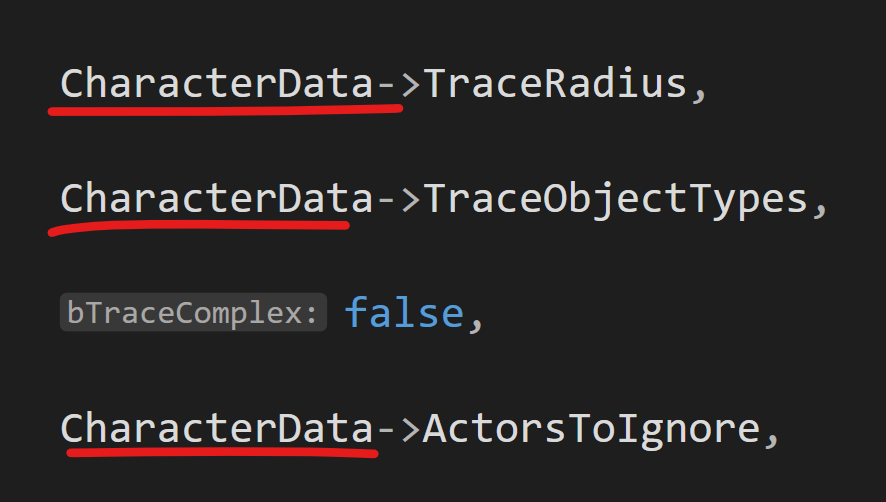 CharacterData->TraceRadius,
CharacterData->TraceObjectTypes,
bTraceComplex: false,
CharacterData->ActorsToIgnore,